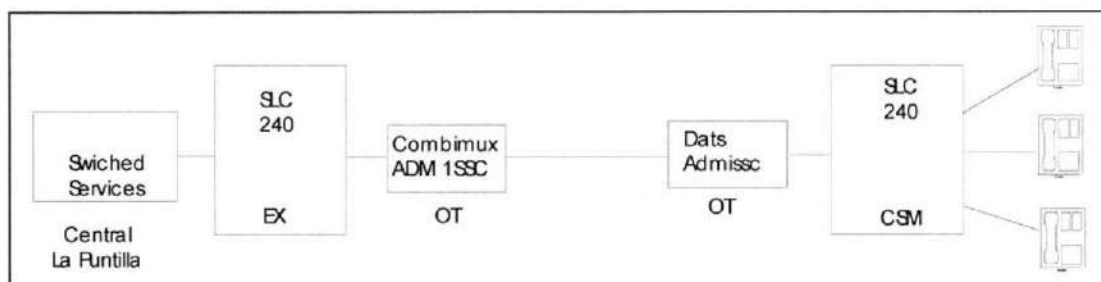 Swiched
Services
Central
La Puntilla
SLC
240
EX
Combimux
ADM 1SSC
OT
Dats
Admissc
OT
SLC
240
CSM